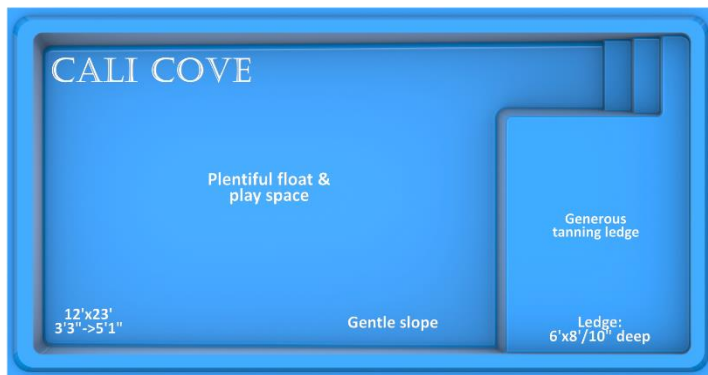 CALI COVE
Plentiful float &
play space
Generous
tanning ledge
12'x23'
3'3"->5'1"
Gentle slope
Ledge:
6'x8'/10" deep